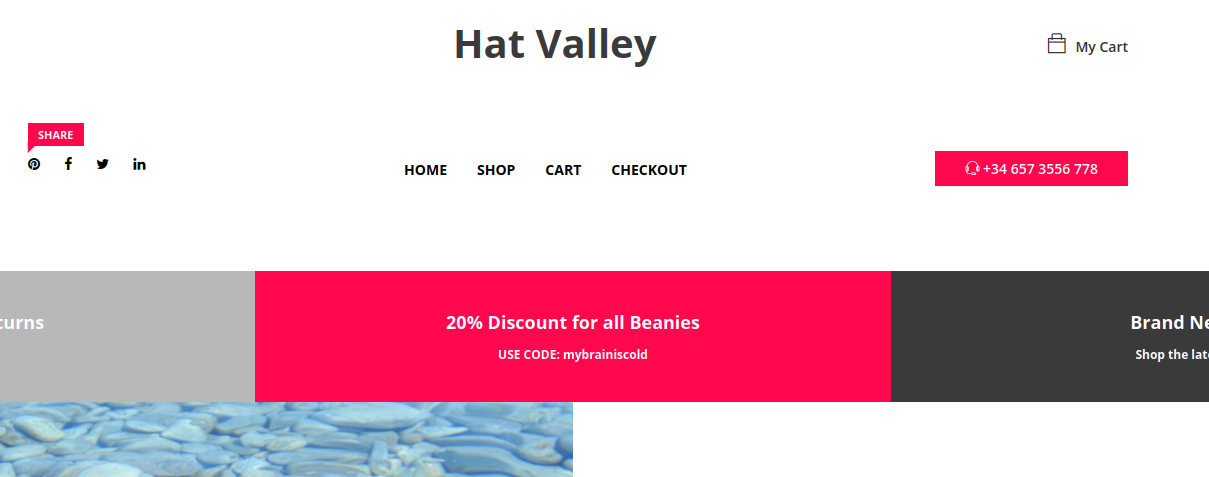 Hat Valley
My Cart
SHARE
HOME SHOP CART CHECKOUT
+34 657 3556 778
turns
20% Discount for all Beanies
USE CODE: mybrainiscold
Brand Ne
Shop the late